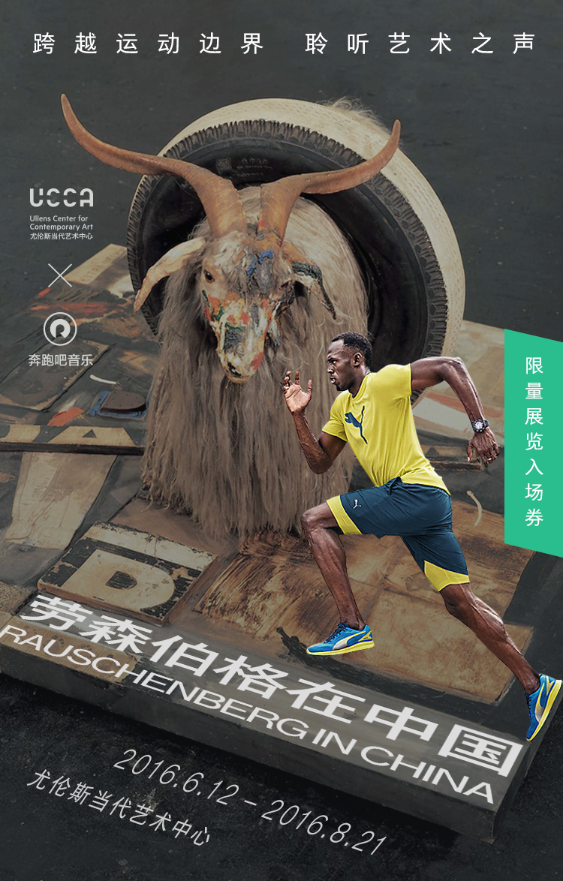 跨越运动边界 聆听艺术之声
UCCA
Ullens Center for
Contemporary Art
尤伦斯当代艺术中心
奔跑吧音乐
限量展览入场券
D
劳森伯格在中国
RAUSCHENBERG IN CHINA
2016.6.12 – 2016.8.21
尤伦斯当代艺术中心